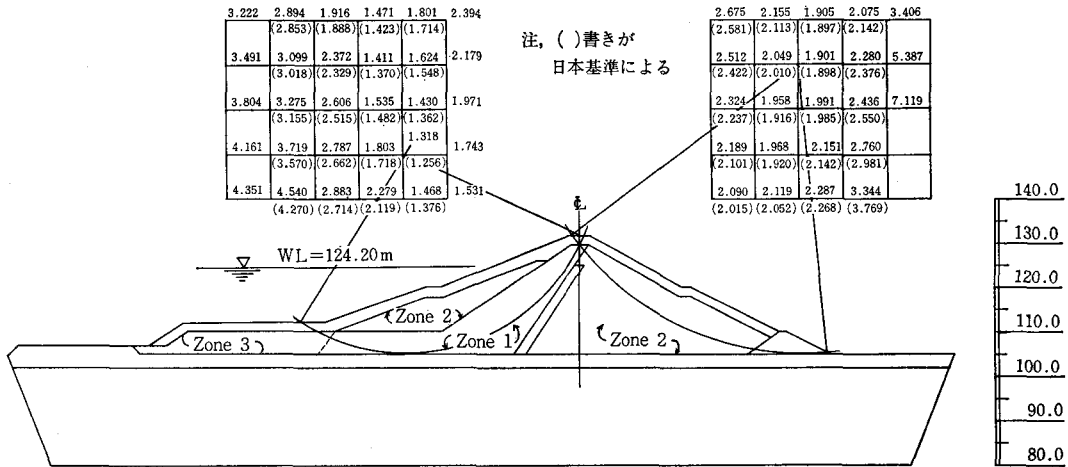 3.222 2.894 1.916 1.471 1.801 2.394
(2.853) (1.888) (1.423) (1.714)
3.491 3.099 2.372 1.411 1.624 2.179
(3.018) (2.329) (1.370) (1.548)
3.804 3.275 2.606 1.535 1.430 1.971
(3.155) (2.515) (1.482) (1.362)
4.161 3.719 2.787 1.803 1.318 1.743
(3.570) (2.662) (1.718) (1.256)
4.351 4.540 2.883 2.279 1.468 1.531
(4.270) (2.714) (2.119) (1.376)
注, ( )書きが
日本基準による
2.675 2.155 1.905 2.075 3.406
(2.581) (2.113) (1.897) (2.142)
2.512 2.049 1.901 2.280 5.387
(2.422) (2.010) (1.898) (2.376)
2.324 1.958 1.991 2.436 7.119
(2.237) (1.916) (1.985) (2.550)
2.189 1.968 2.151 2.760
(2.101) (1.920) (2.142) (2.981)
2.090 2.119 2.287 3.344
(2.015) (2.052) (2.268) (3.769)
℄
WL=124.20m
Zone 2
Zone 3
Zone 1
Zone 2
140.0
130.0
120.0
110.0
100.0
90.0
80.0